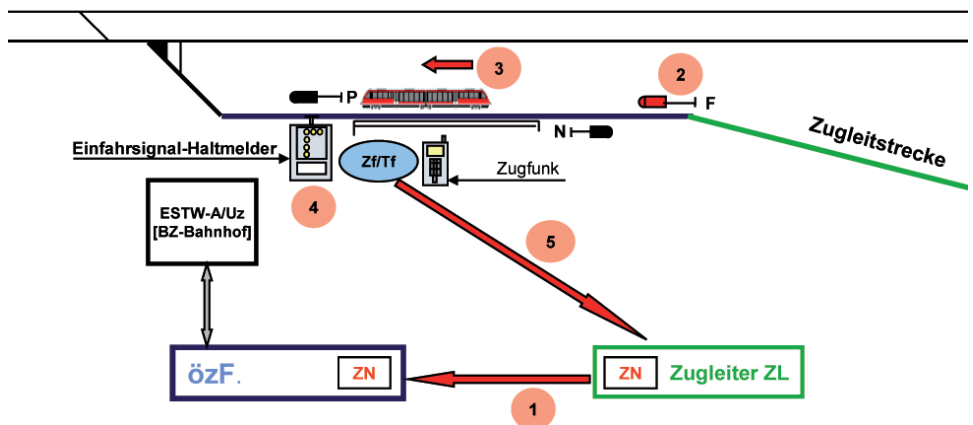 3
2
P
F
N
Zugleitstrecke
Einfahrsignal-Haltmelder
Zf/Tf
Zugfunk
4
ESTW-A/Uz
[BZ-Bahnhof]
5
özF.
ZN
ZN
Zugleiter ZL
1